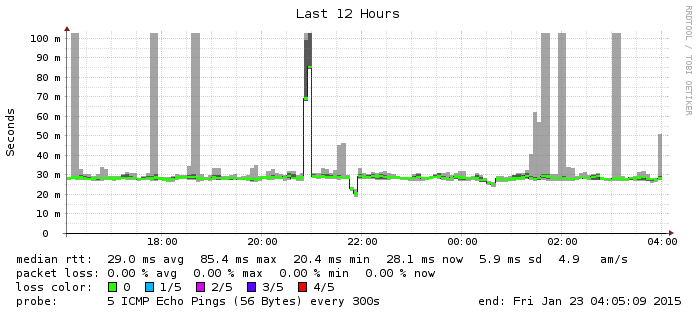 Last 12 Hours
RRDTOOL / TOBI OETIKER
Seconds
100 m
90 m
80 m
70 m
60 m
50 m
40 m
30 m
20 m
10 m
0
18:00 20:00 22:00 00:00 02:00 04:00
median rtt: 29.0 ms avg 85.4 ms max 20.4 ms min 28.1 ms now 5.9 ms sd 4.9 am/s
packet loss: 0.00 % avg 0.00 % max 0.00 % min 0.00 % now
loss color: 0 1/5 2/5 3/5 4/5
probe: 5 ICMP Echo Pings (56 Bytes) every 300s end: Fri Jan 23 04:05:09 2015